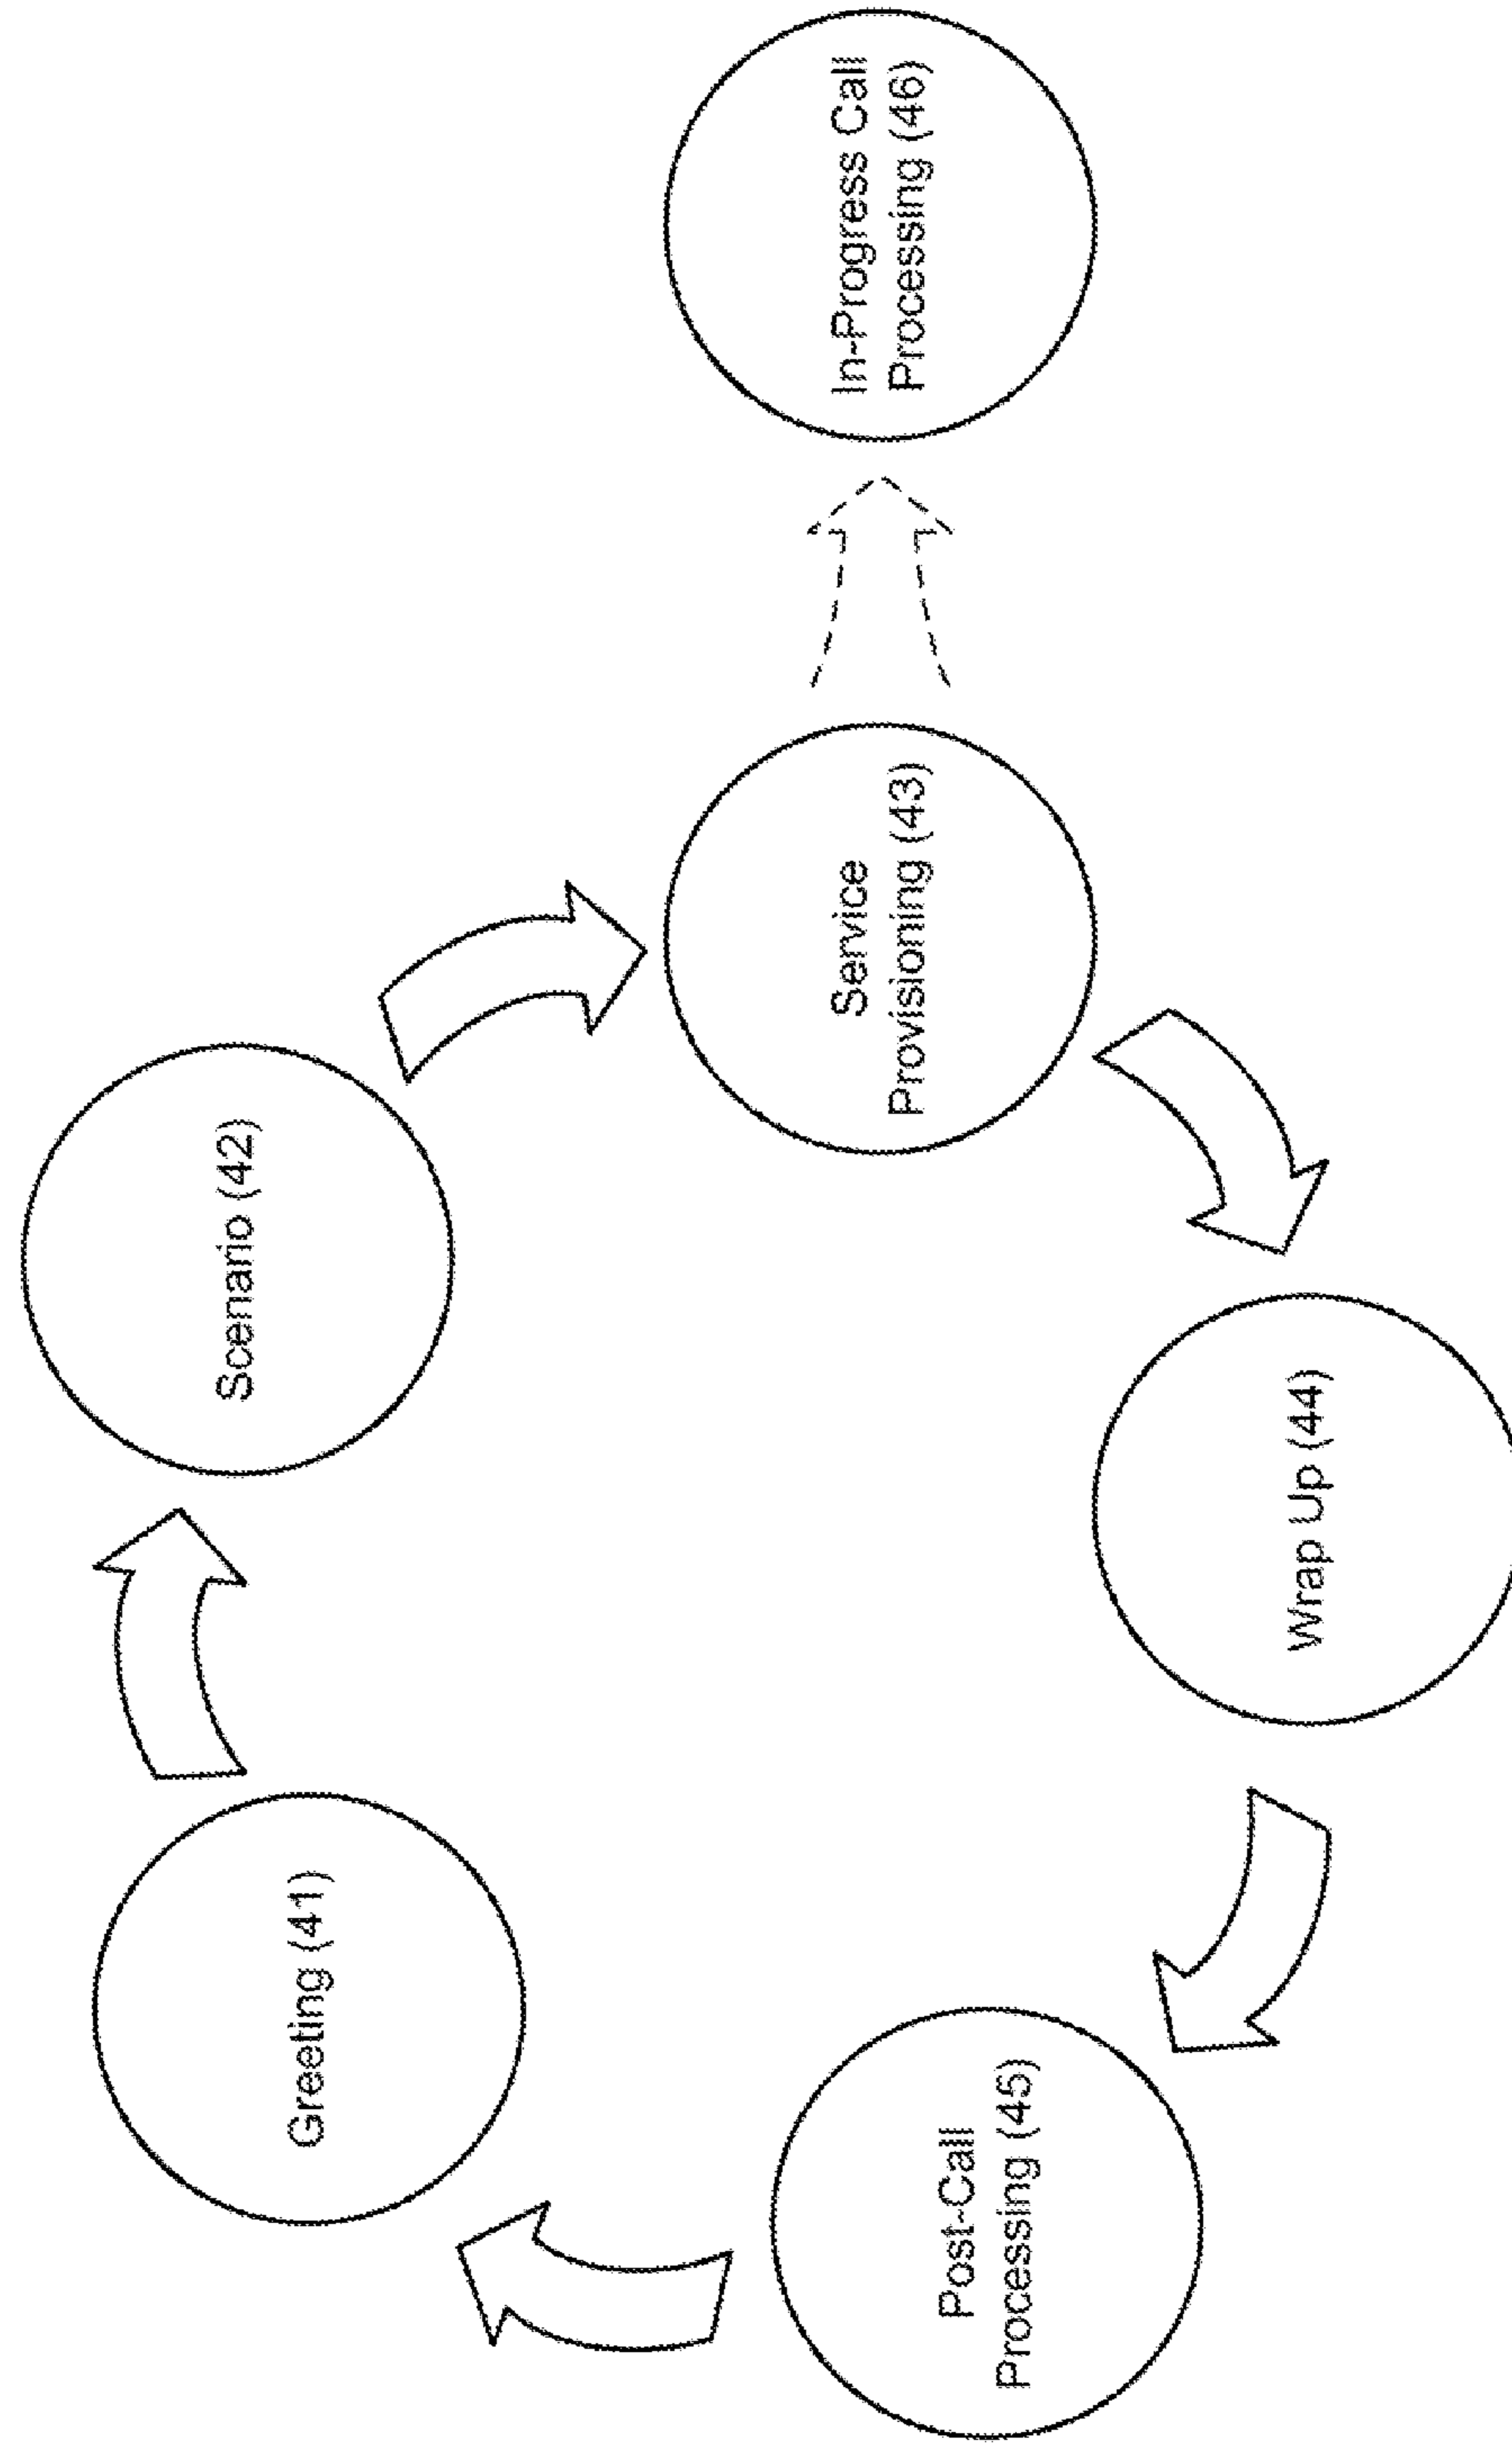 Greeting (41)
Scenario (42)
Service
Provisioning (43)
In-Progress Call
Processing (46)
Wrap Up (44)
Post-Call
Processing (45)